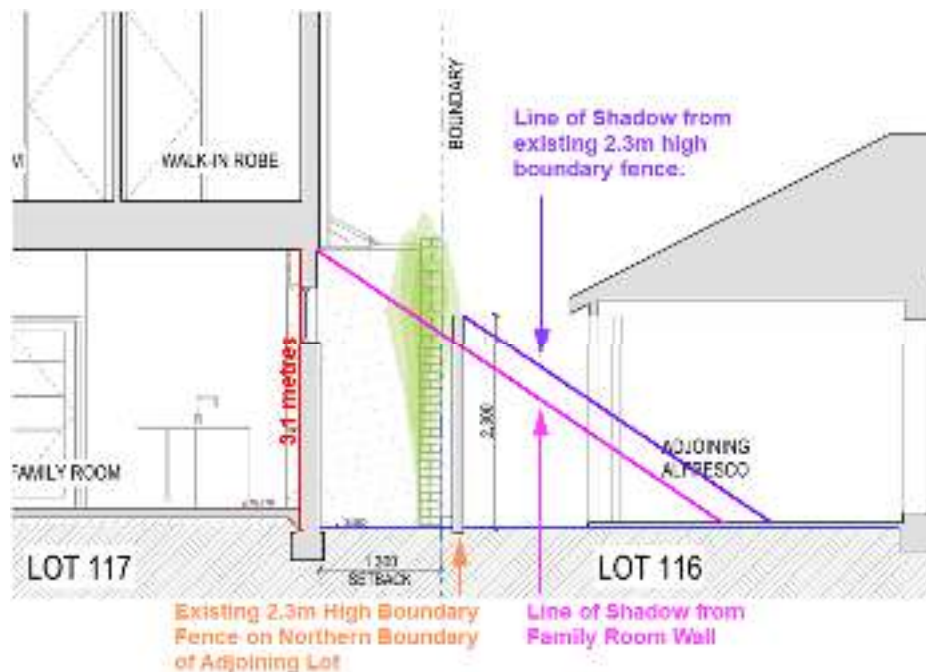 BOUNDARY
Line of Shadow from
existing 2.3m high
boundary fence.
WALK-IN ROBE
3.1 metres
2,300
ADJOINING
ALFRESCO
FAMILY ROOM
LOT 117
SETBACK
LOT 116
Existing 2.3m High Boundary
Fence on Northern Boundary
of Adjoining Lot
Line of Shadow from
Family Room Wall